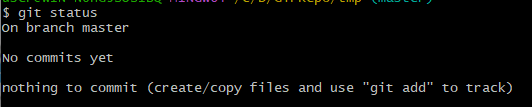 $ git status
On branch master
No commits yet
nothing to commit (create/copy files and use "git add" to track)